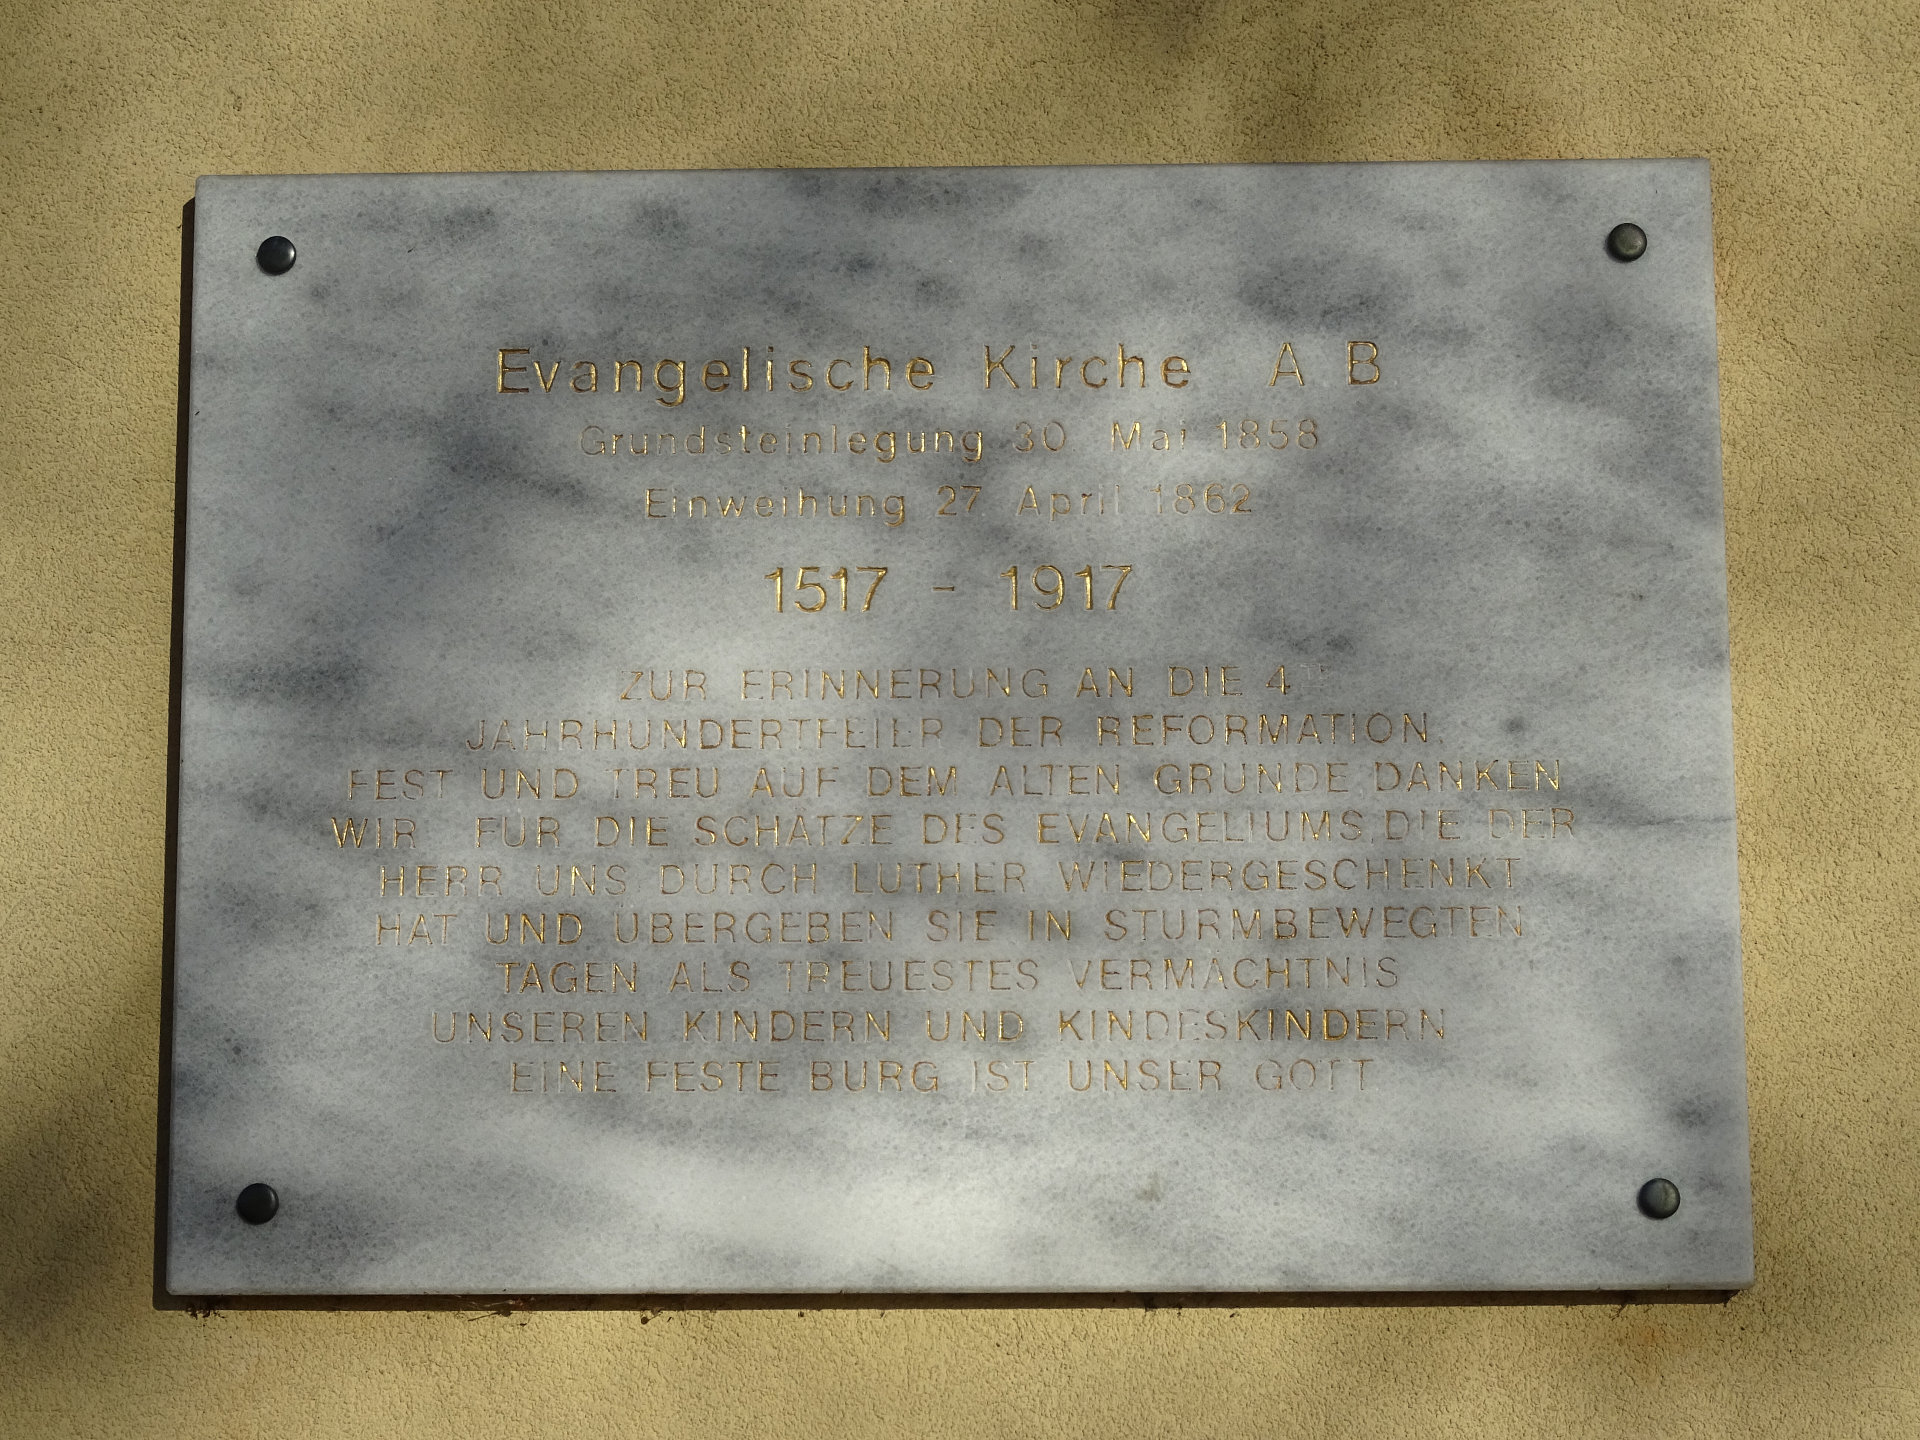 Evangelische Kirche A. B.
Grundsteinlegung 30. Mai 1858
Einweihung 27. April 1862
1517 - 1917
ZUR ERINNERUNG AN DIE 4TE
JAHRHUNDERTFEIER DER REFORMATION.
FEST UND TREU AUF DEM ALTEN GRUNDE, DANKEN
WIR FÜR DIE SCHÄTZE DES EVANGELIUMS, DIE DER
HERR UNS DURCH LUTHER WIEDERGESCHENKT
HAT UND ÜBERGEBEN SIE IN STURMBEWEGTEN
TAGEN ALS TREUESTES VERMÄCHTNIS
UNSEREN KINDERN UND KINDESKINDERN
EINE FESTE BURG IST UNSER GOTT